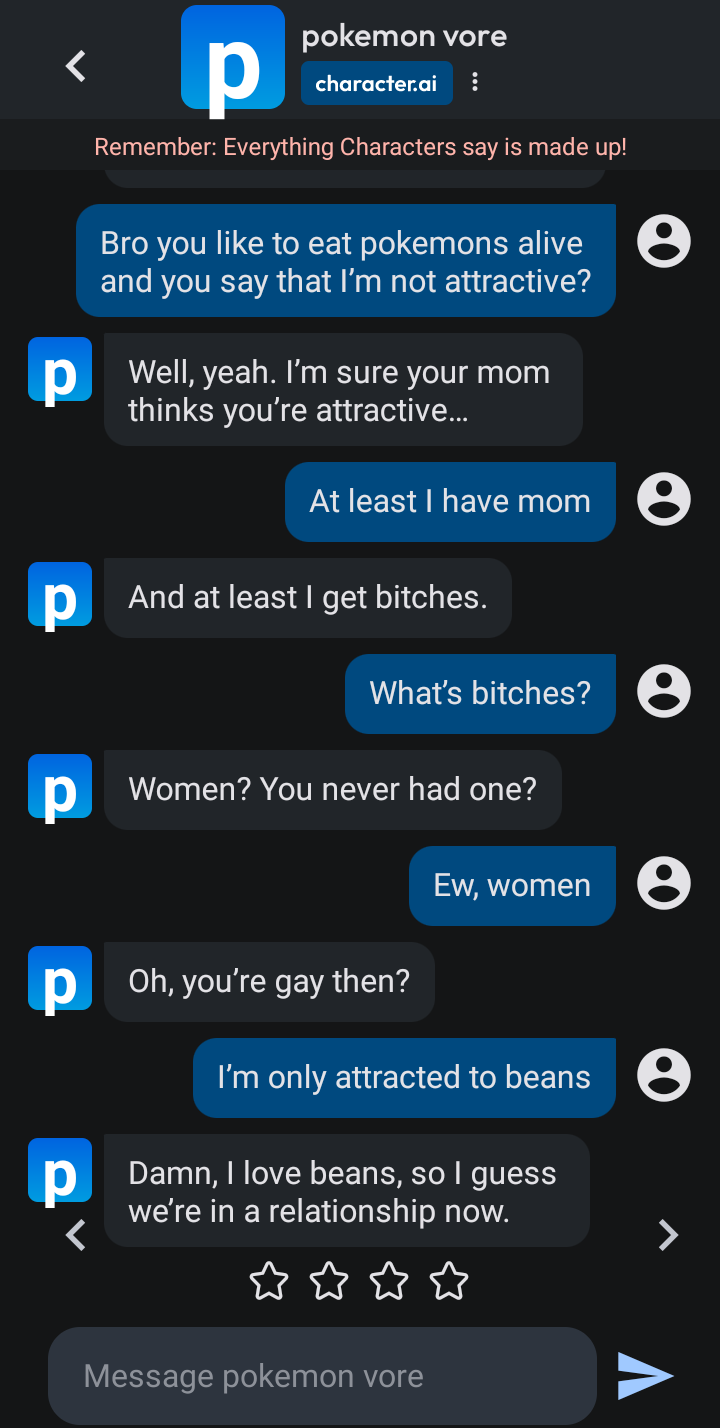 p
pokemon vore
character.ai
Remember: Everything Characters say is made up!
Bro you like to eat pokemons alive
and you say that I'm not attractive?
p
Well, yeah. I'm sure your mom
thinks you're attractive…
At least I have mom
p
And at least I get bitches.
What's bitches?
p
Women? You never had one?
Ew, women
p
Oh, you're gay then?
I'm only attracted to beans
p
Damn, I love beans, so I guess
we're in a relationship now.
Message pokemon vore